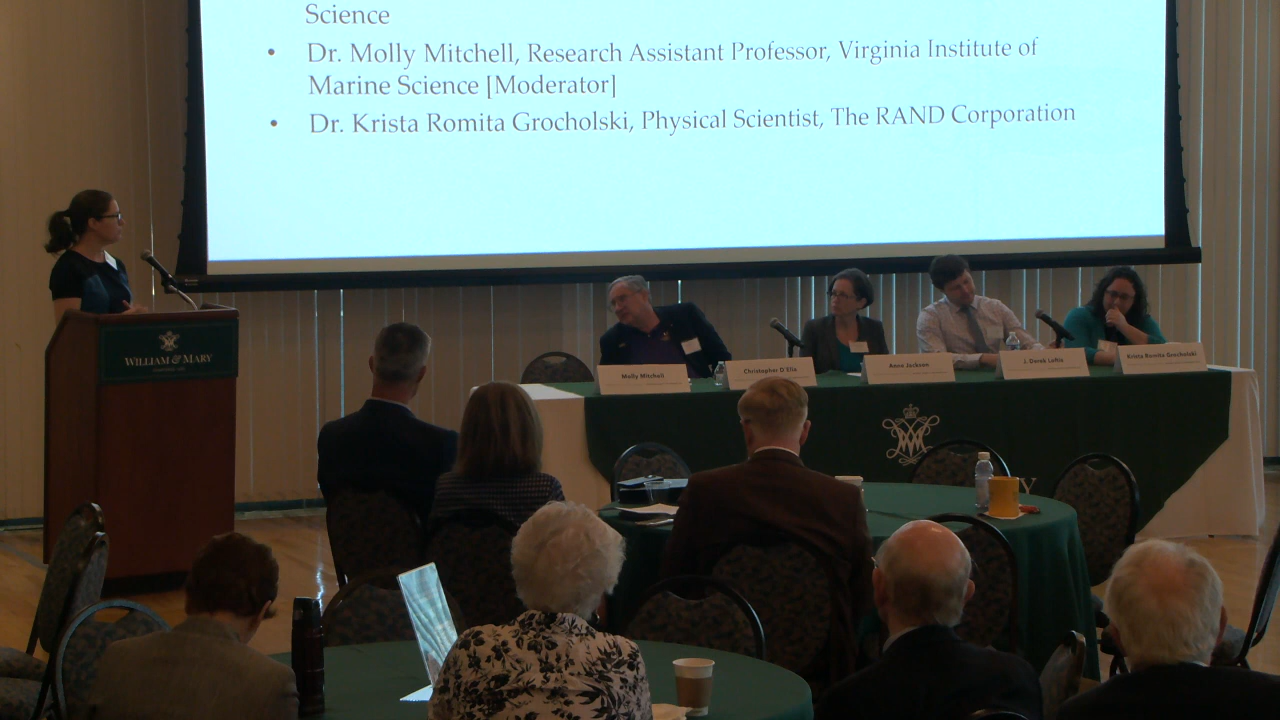 Science
• Dr. Molly Mitchell, Research Assistant Professor, Virginia Institute of
Marine Science [Moderator]
• Dr. Krista Romita Grocholski, Physical Scientist, The RAND Corporation
WILLIAM & MARY
Molly Mitchell
Christopher D'Elia
Anne Jackson
J. Derek Loftis
Krista Romita Grocholski